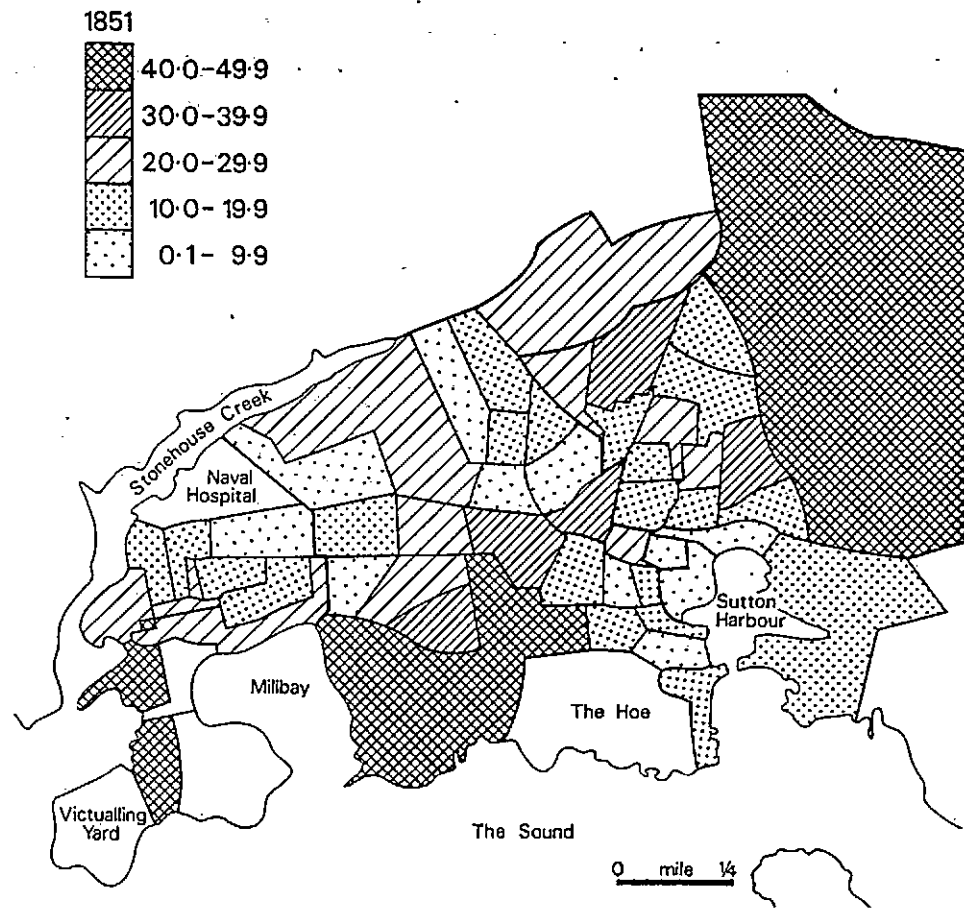 1851
40·0-49·9
30·0-39·9
20·0-29·9
10·0-19·9
0·1- 9·9
Stonehouse Creek
Naval
Hospital
Sutton
Harbour
Millbay
The Hoe
Victualling
Yard
The Sound
0 mile ¼